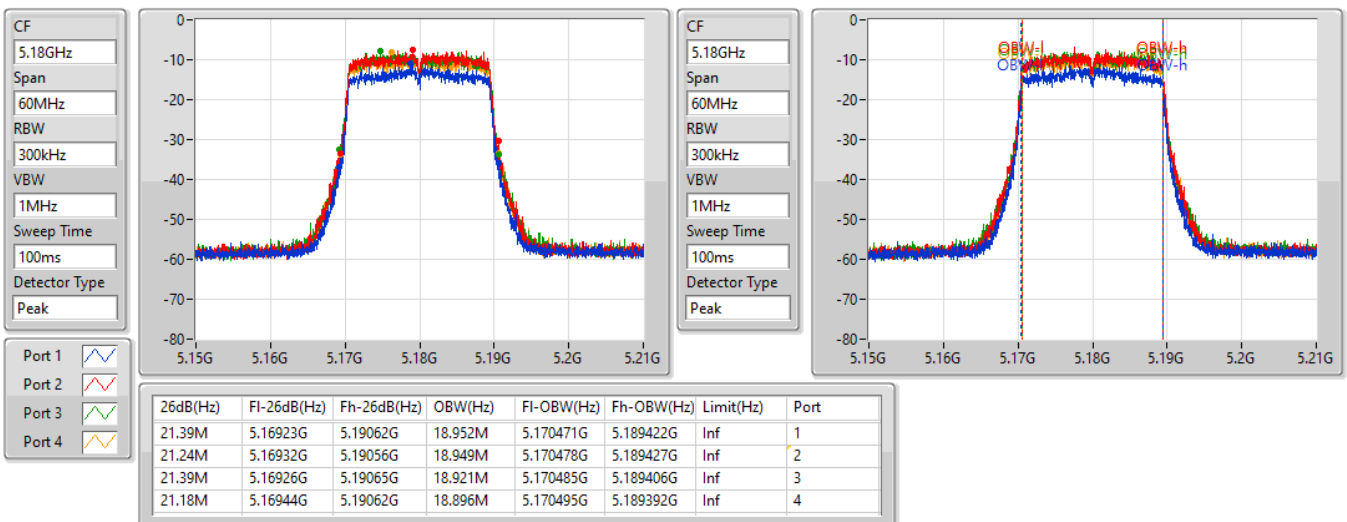 CF
5.18GHz
Span
60MHz
RBW
300kHz
VBW
1MHz
Sweep Time
100ms
Detector Type
Peak
0
-10
-20
-30
-40
-50
-60
-70
-80
5.15G 5.16G 5.17G 5.18G 5.19G 5.2G 5.21G
CF
5.18GHz
Span
60MHz
RBW
300kHz
VBW
1MHz
Sweep Time
100ms
Detector Type
Peak
0
-10
-20
-30
-40
-50
-60
-70
-80
OBW-l OBW-h
OBW-h
5.15G 5.16G 5.17G 5.18G 5.19G 5.2G 5.21G
Port 1
Port 2
Port 3
Port 4
26dB(Hz) Fl-26dB(Hz) Fh-26dB(Hz) OBW(Hz) Fl-OBW(Hz) Fh-OBW(Hz) Limit(Hz) Port
21.39M 5.16923G 5.19062G 18.952M 5.170471G 5.189422G Inf 1
21.24M 5.16932G 5.19056G 18.949M 5.170478G 5.189427G Inf 2
21.39M 5.16926G 5.19065G 18.921M 5.170485G 5.189406G Inf 3
21.18M 5.16944G 5.19062G 18.896M 5.170495G 5.189392G Inf 4